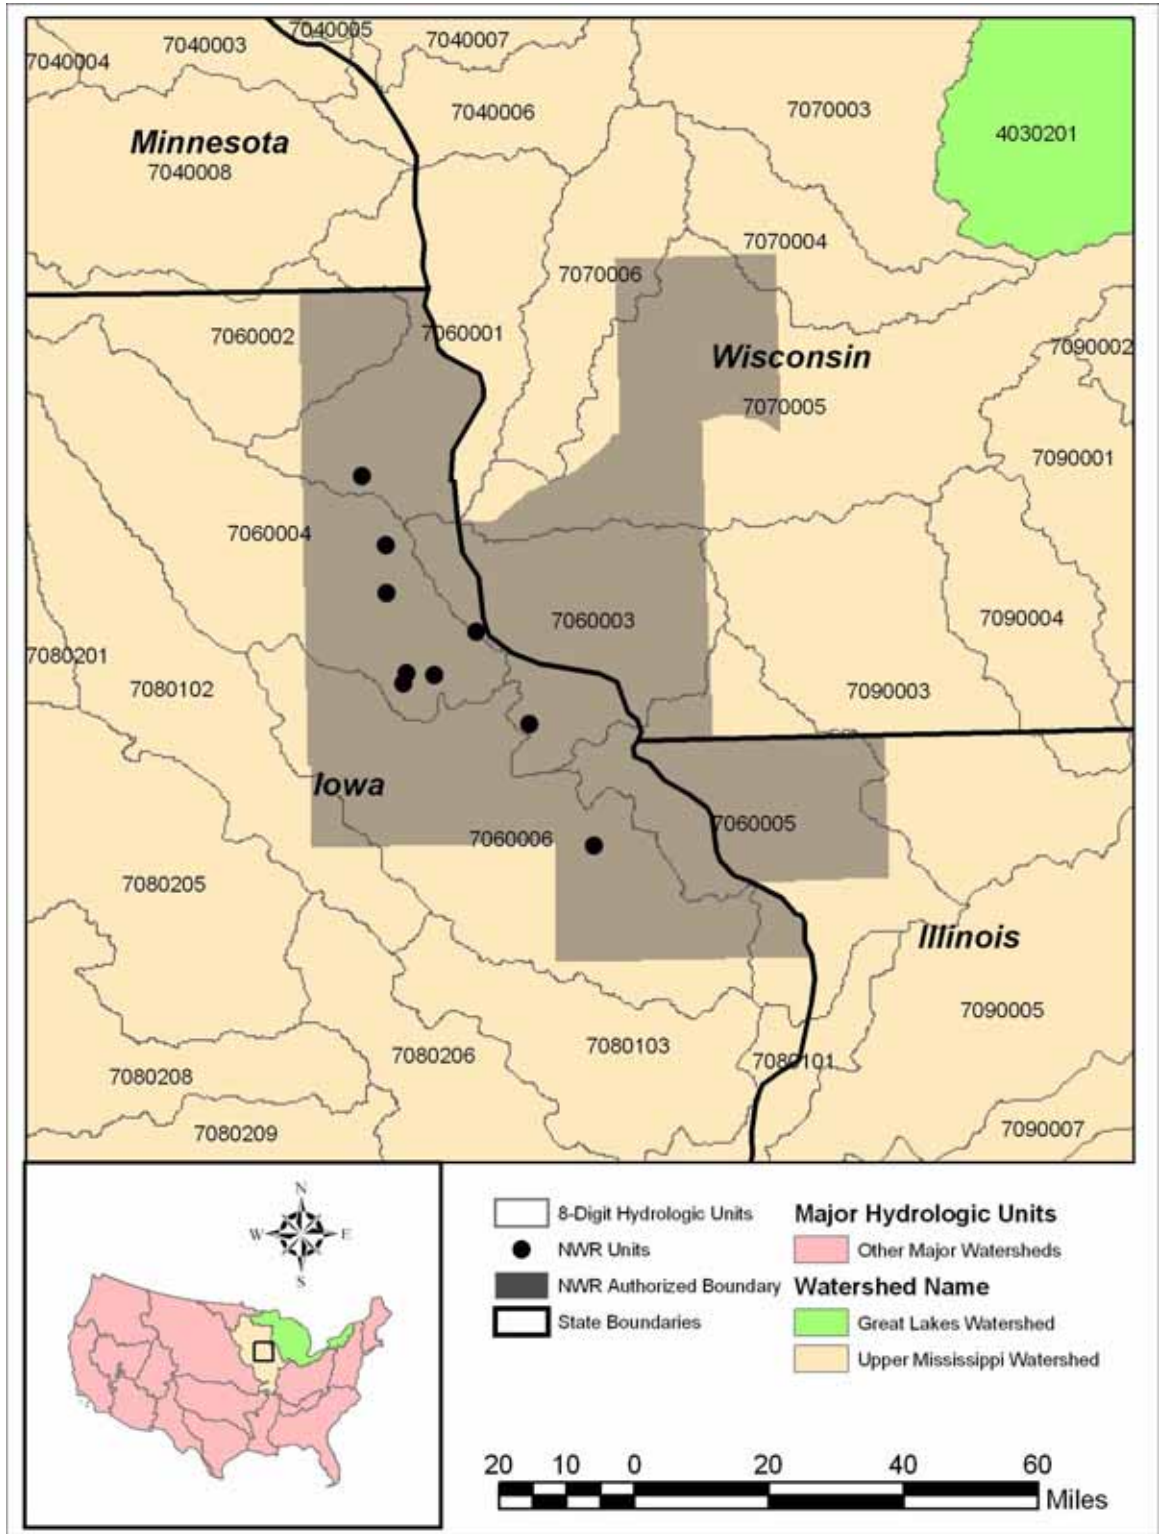 7040005
7040003
7040007
7040004
7040006
7070003
4030201
Minnesota
7040008
7070004
7070006
7060002
7060001
7090002
Wisconsin
7070005
7090001
7060004
7060003
7090004
7080201
7080102
7090003
Iowa
7060005
7060006
7080205
Illinois
7090005
7080103
7080206
7080101
7080208
7080209
7090007
N
W
E
S
8-Digit Hydrologic Units
NWR Units
NWR Authorized Boundary
State Boundaries
Major Hydrologic Units
Other Major Watersheds
Watershed Name
Great Lakes Watershed
Upper Mississippi Watershed
20 10 0 20 40 60
Miles